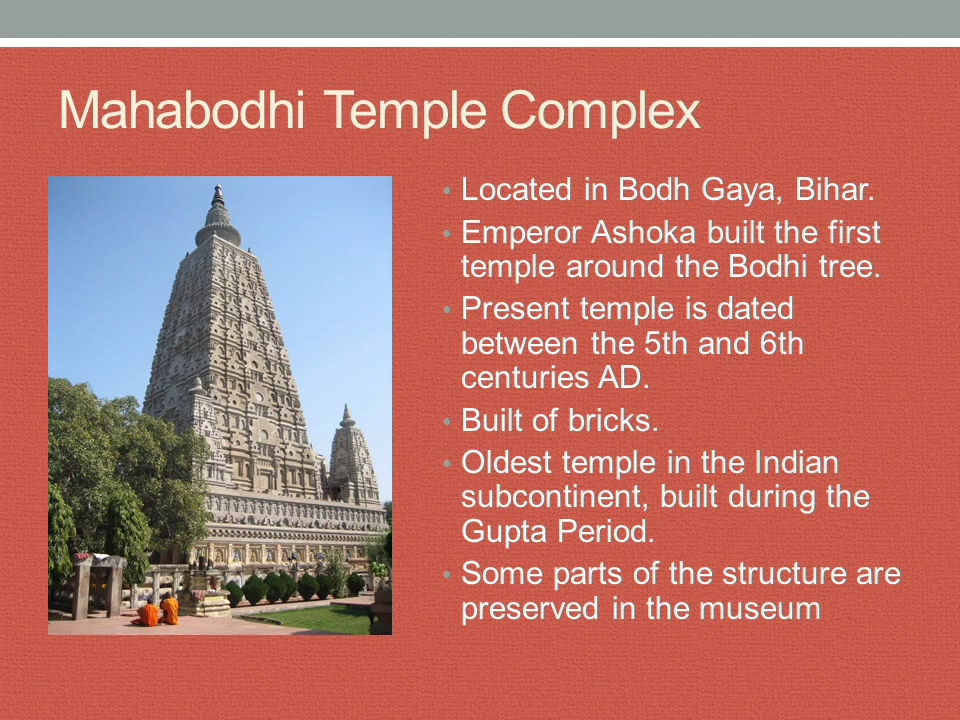 Mahabodhi Temple Complex
• Located in Bodh Gaya, Bihar.
• Emperor Ashoka built the first
temple around the Bodhi tree.
• Present temple is dated
between the 5th and 6th
centuries AD.
• Built of bricks.
• Oldest temple in the Indian
subcontinent, built during the
Gupta Period.
• Some parts of the structure are
preserved in the museum